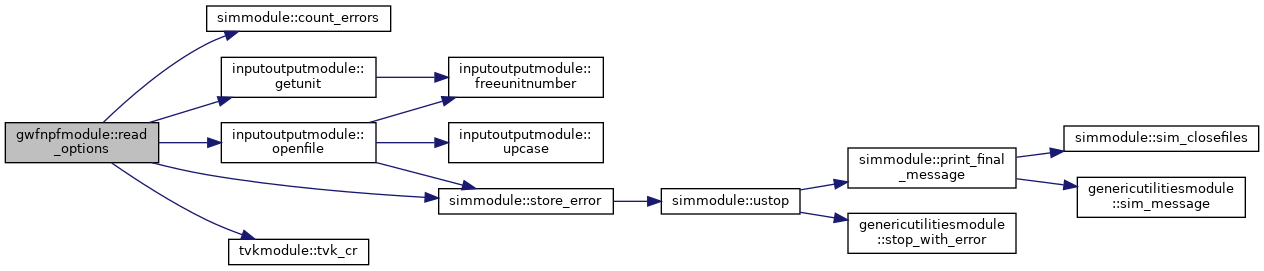 gwfnpfmodule::read
_options
simmodule::count_errors
inputoutputmodule::
getunit
inputoutputmodule::
openfile
simmodule::store_error
tvkmodule::tvk_cr
inputoutputmodule::
freeunitnumber
inputoutputmodule::
upcase
simmodule::ustop
simmodule::print_final
_message
genericutilitiesmodule
::stop_with_error
simmodule::sim_closefiles
genericutilitiesmodule
::sim_message